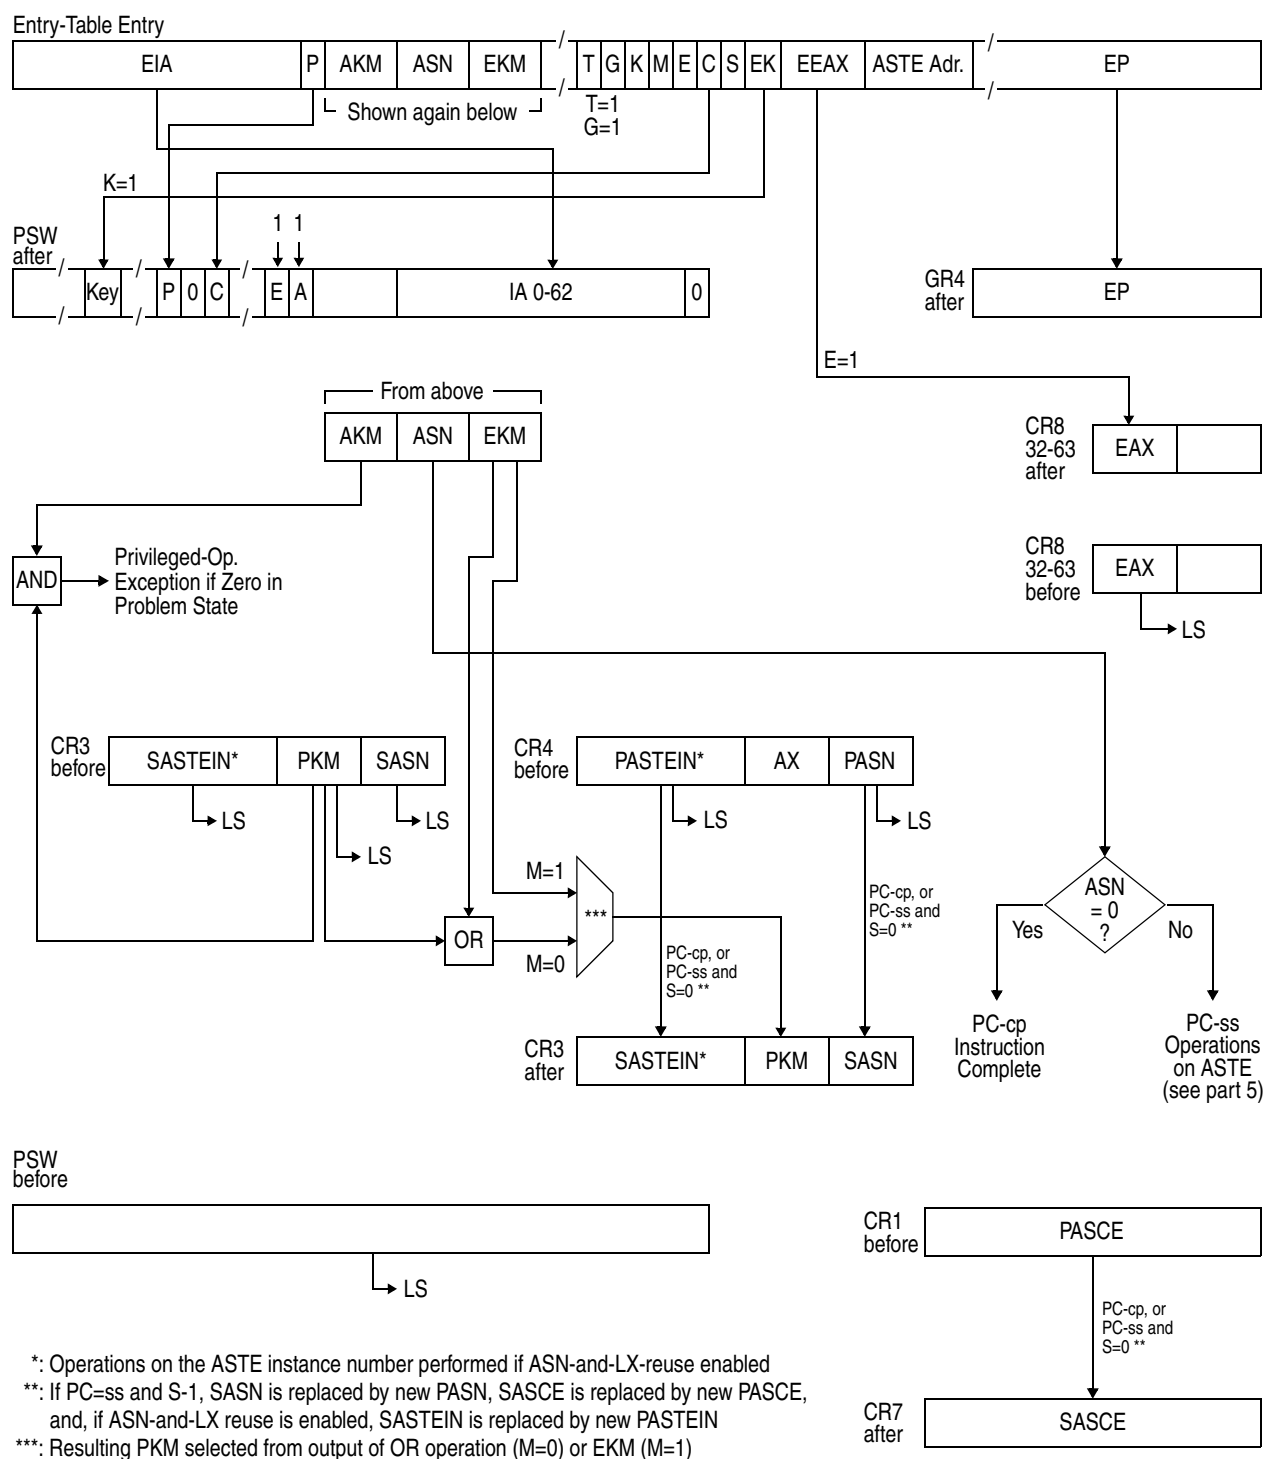 Entry-Table Entry
EIA P AKM ASN EKM T G K M E C S EK EEAX ASTE Adr. EP
Shown again below
T=1
G=1
K=1
1 1
PSW
after
Key P 0 C E A IA 0-62 0
GR4
after
EP
E=1
From above
AKM ASN EKM
CR8
32-63
after
EAX
AND
Privileged-Op.
Exception if Zero in
Problem State
CR8
32-63
before
EAX
LS
CR3
before
SASTEIN* PKM SASN
LS
LS
LS
CR4
before
PASTEIN* AX PASN
LS
LS
M=1
***
OR
M=0
PC-cp, or
PC-ss and
S=0 **
PC-cp, or
PC-ss and
S=0 **
ASN
= 0
?
Yes
No
CR3
after
SASTEIN* PKM SASN
PC-cp
Instruction
Complete
PC-ss
Operations
on ASTE
(see part 5)
PSW
before
LS
CR1
before
PASCE
PC-cp, or
PC-ss and
S=0 **
CR7
after
SASCE
*: Operations on the ASTE instance number performed if ASN-and-LX-reuse enabled
**: If PC=ss and S-1, SASN is replaced by new PASN, SASCE is replaced by new PASCE,
and, if ASN-and-LX reuse is enabled, SASTEIN is replaced by new PASTEIN
***: Resulting PKM selected from output of OR operation (M=0) or EKM (M=1)